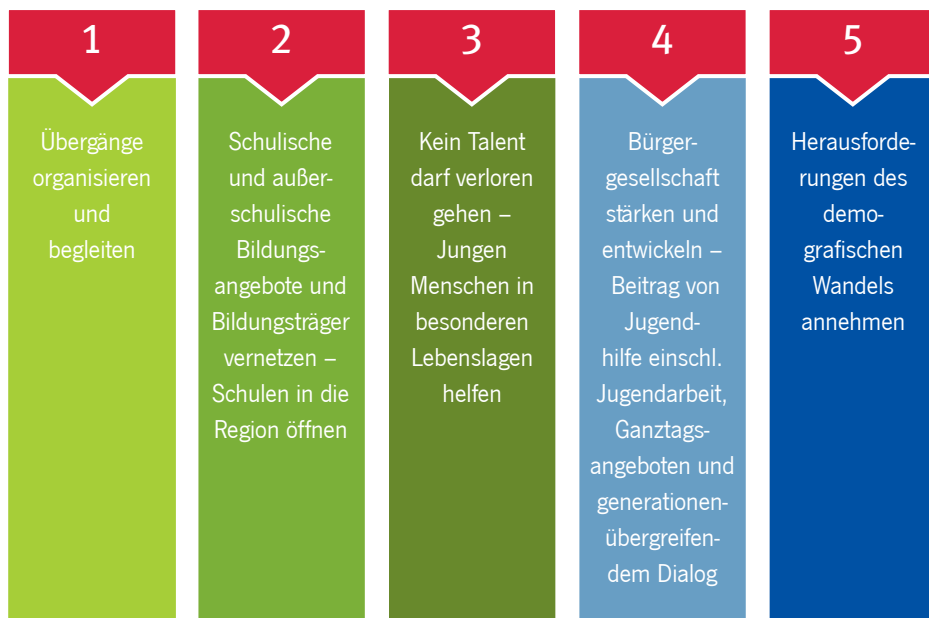 1
Übergänge
organisieren
und
begleiten
2
Schulische
und außer-
schulische
Bildungs-
angebote und
Bildungsträger
vernetzen –
Schulen in die
Region öffnen
3
Kein Talent
darf verloren
gehen –
Jungen
Menschen in
besonderen
Lebenslagen
helfen
4
Bürger-
gesellschaft
stärken und
entwickeln –
Beitrag von
Jugend-
hilfe einschl.
Jugendarbeit,
Ganztags-
angeboten und
generationen-
übergreifen-
dem Dialog
5
Herausforde-
rungen des
demo-
grafischen
Wandels
annehmen